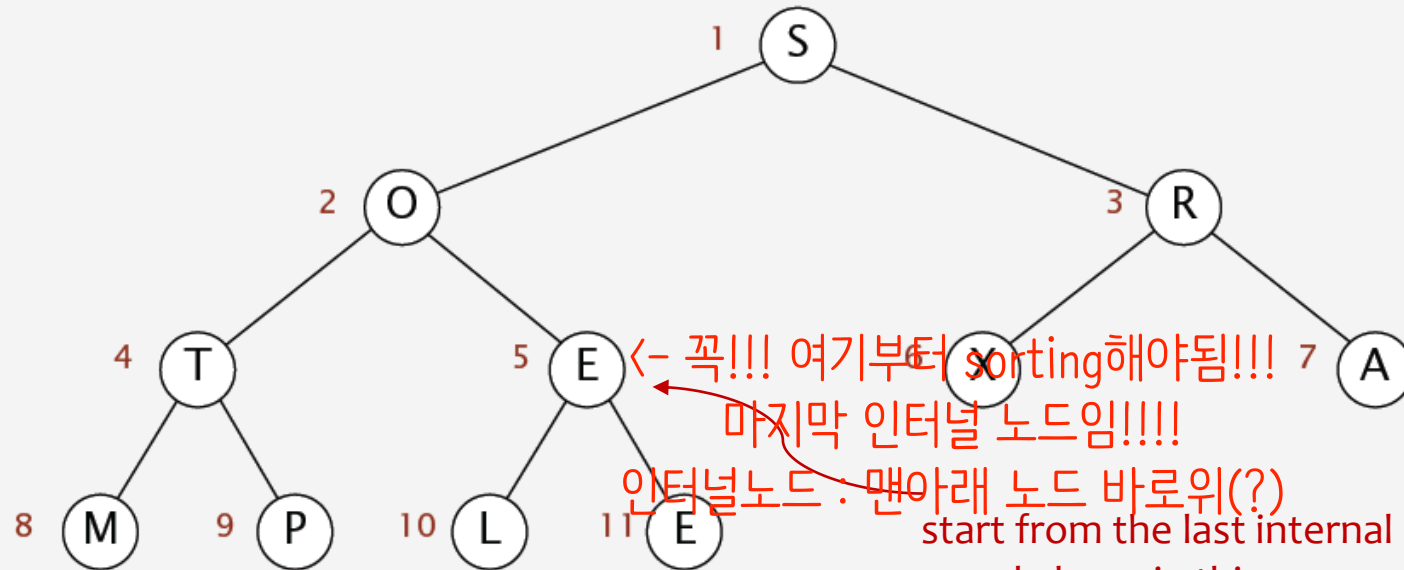 1 S
2 O 3 R
4 T 5 E <- 꼭!!! 여기부터 sorting해야됨!!! 6 X 7 A
마지막 인터널 노드임!!!!
인터널노드 : 맨아래 노드 바로위(?)
8 M 9 P 10 L 11 E start from the last internal